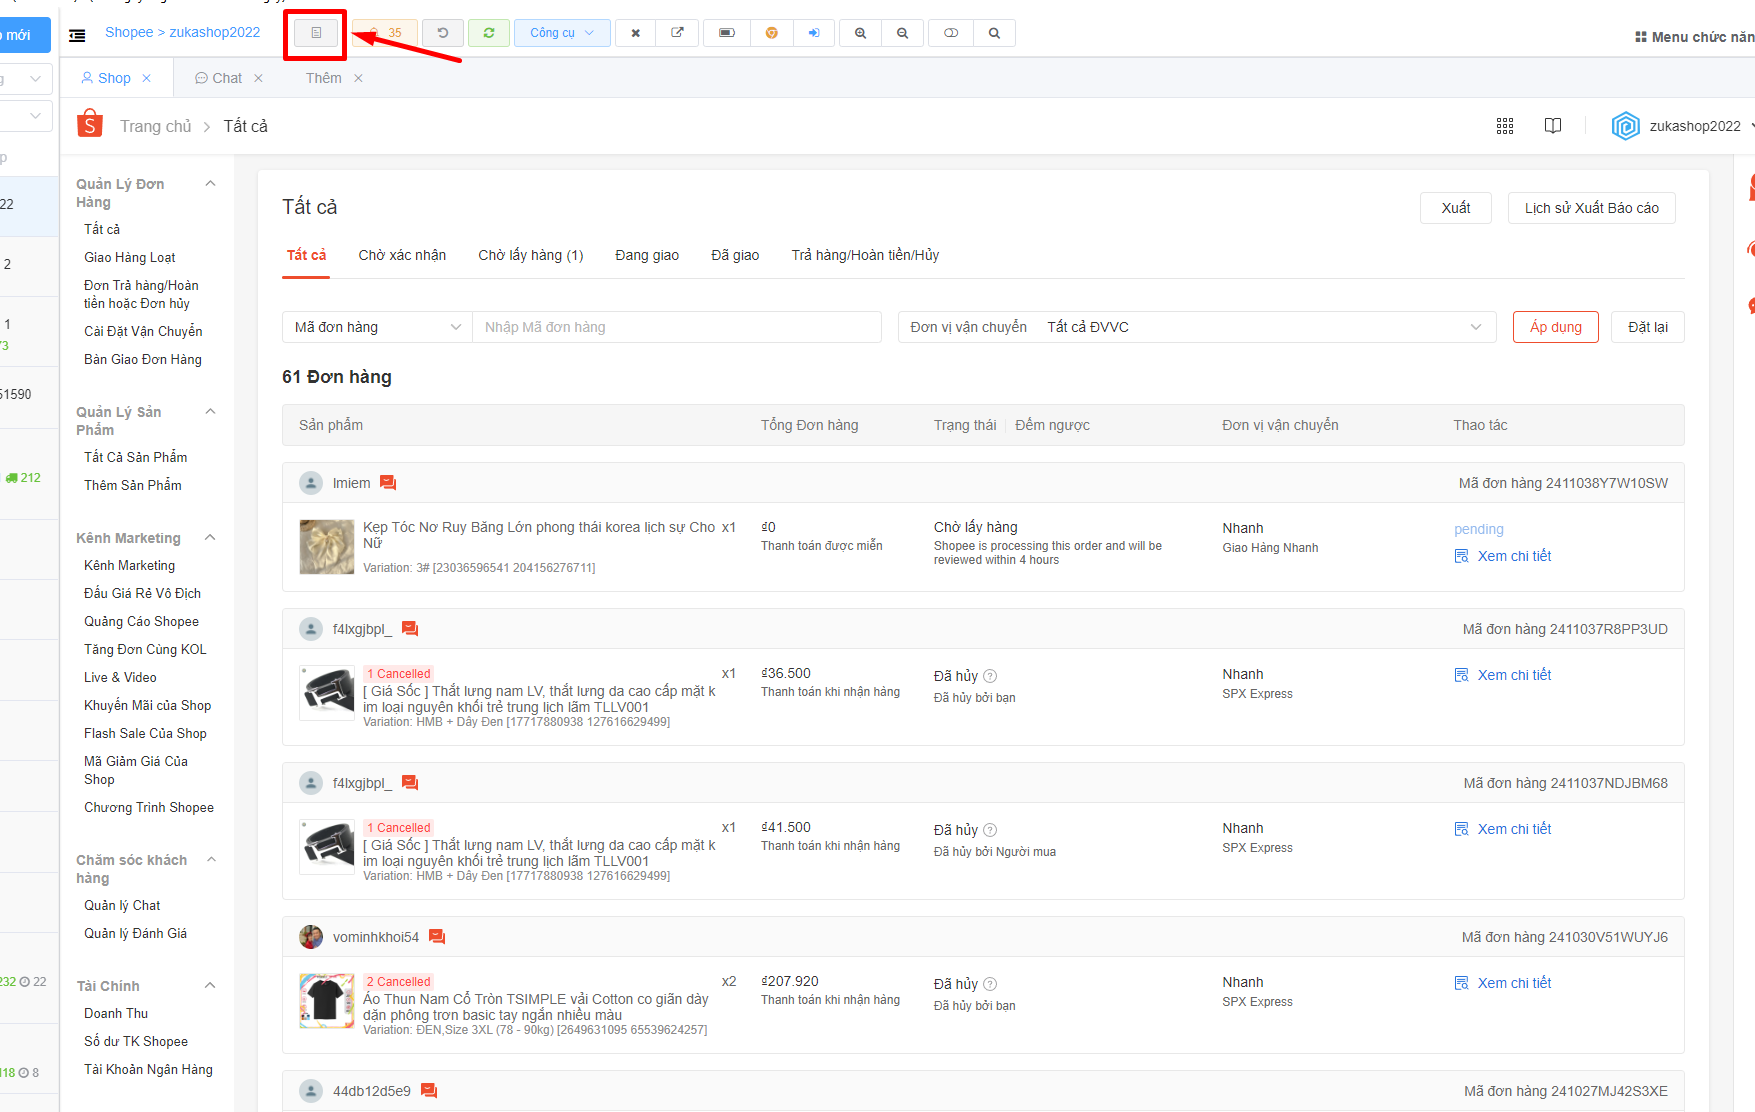 mới
Shopee > zukashop2022
35
Công cụ
Menu chức năn
Shop
Chat
Thêm
Trang chủ > Tất cả
zukashop2022
22
2
1
73
51590
212
232 22
118 8
Quản Lý Đơn
Hàng
Tất cả
Giao Hàng Loạt
Đơn Trả hàng/Hoàn
tiền hoặc Đơn hủy
Cài Đặt Vận Chuyển
Bàn Giao Đơn Hàng
Quản Lý Sản
Phẩm
Tất Cả Sản Phẩm
Thêm Sản Phẩm
Kênh Marketing
Kênh Marketing
Đấu Giá Rẻ Vô Địch
Quảng Cáo Shopee
Tăng Đơn Cùng KOL
Live & Video
Khuyến Mãi của Shop
Flash Sale Của Shop
Mã Giảm Giá Của
Shop
Chương Trình Shopee
Chăm sóc khách
hàng
Quản lý Chat
Quản lý Đánh Giá
Tài Chính
Doanh Thu
Số dư TK Shopee
Tài Khoản Ngân Hàng
Tất cả
Xuất
Lịch sử Xuất Báo cáo
Tất cả
Chờ xác nhận
Chờ lấy hàng (1)
Đang giao
Đã giao
Trả hàng/Hoàn tiền/Hủy
Mã đơn hàng
Nhập Mã đơn hàng
Đơn vị vận chuyển
Tất cả ĐVVC
Áp dụng
Đặt lại
61 Đơn hàng
Sản phẩm
Tổng Đơn hàng
Trạng thái
Đếm ngược
Đơn vị vận chuyển
Thao tác
lmiem
Mã đơn hàng 2411038Y7W10SW
Kẹp Tóc Nơ Ruy Băng Lớn phong thái korea lịch sự Cho
Nữ
Variation: 3# [23036596541 204156276711]
x1
₫0
Thanh toán được miễn
Chờ lấy hàng
Shopee is processing this order and will be
reviewed within 4 hours
Nhanh
Giao Hàng Nhanh
pending
Xem chi tiết
f4lxgjbpl_
Mã đơn hàng 2411037R8PP3UD
1 Cancelled
[ Giá Sốc ] Thắt lưng nam LV, thắt lưng da cao cấp mặt k
im loại nguyên khối trẻ trung lịch lãm TLLV001
Variation: HMB + Dây Đen [17717880938 127616629499]
x1
₫36.500
Thanh toán khi nhận hàng
Đã hủy
Đã hủy bởi bạn
Nhanh
SPX Express
Xem chi tiết
f4lxgjbpl_
Mã đơn hàng 2411037NDJBM68
1 Cancelled
[ Giá Sốc ] Thắt lưng nam LV, thắt lưng da cao cấp mặt k
im loại nguyên khối trẻ trung lịch lãm TLLV001
Variation: HMB + Dây Đen [17717880938 127616629499]
x1
₫41.500
Thanh toán khi nhận hàng
Đã hủy
Đã hủy bởi Người mua
Nhanh
SPX Express
Xem chi tiết
vominhkhoi54
Mã đơn hàng 241030V51WUYJ6
2 Cancelled
Áo Thun Nam Cổ Tròn TSIMPLE vải Cotton co giãn dày
dặn phông trơn basic tay ngắn nhiều màu
Variation: ĐEN,Size 3XL (78 - 90kg) [2649631095 65539624257]
x2
₫207.920
Thanh toán khi nhận hàng
Đã hủy
Đã hủy bởi bạn
Nhanh
SPX Express
Xem chi tiết
44db12d5e9
Mã đơn hàng 241027MJ42S3XE